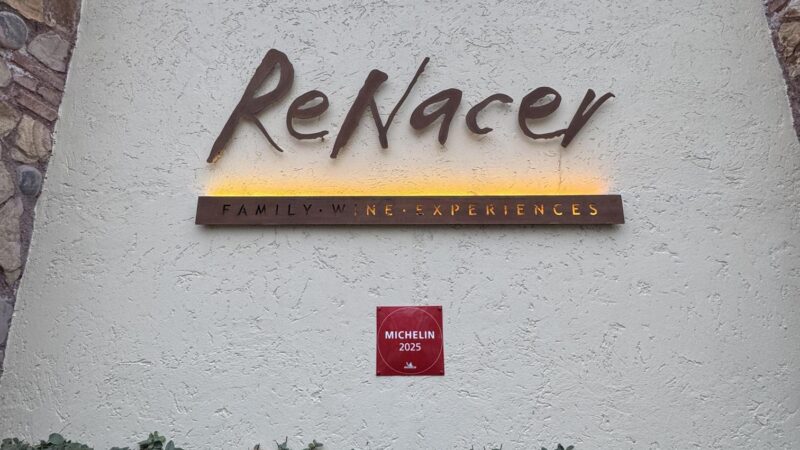 ReNacer
FAMILY · WINE · EXPERIENCES
MICHELIN
2025